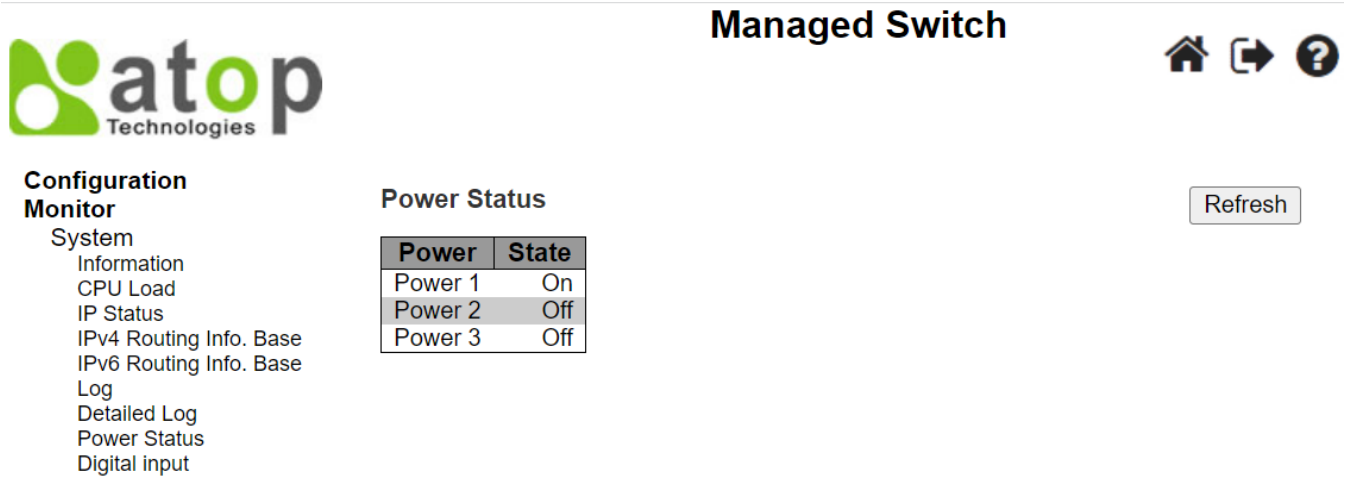 Managed Switch
atop
Technologies
Configuration
Monitor
System
Information
CPU Load
IP Status
IPv4 Routing Info. Base
IPv6 Routing Info. Base
Log
Detailed Log
Power Status
Digital input
Power Status
Refresh
Power State
Power 1 On
Power 2 Off
Power 3 Off